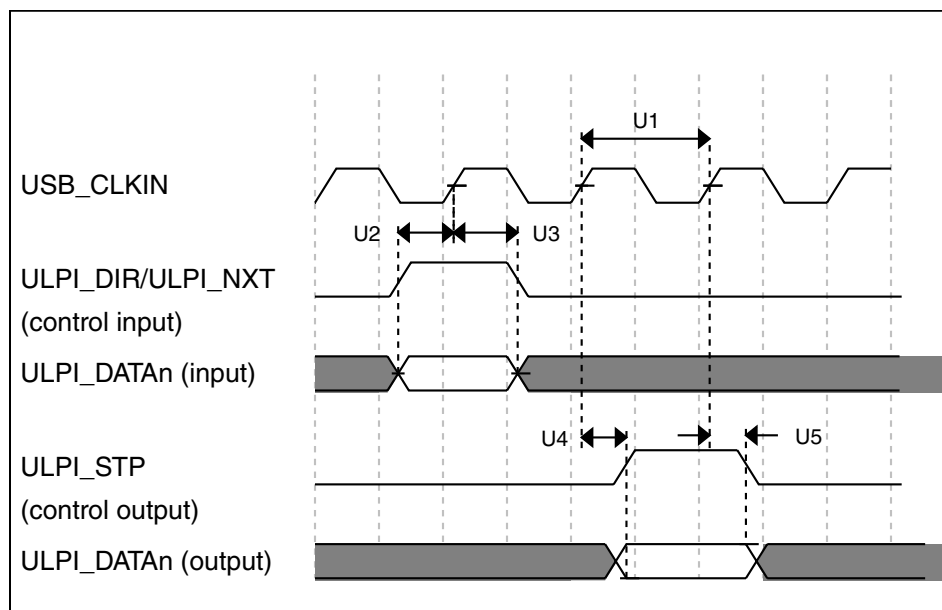 U1
USB_CLKIN
U2
U3
ULPI_DIR/ULPI_NXT
(control input)
ULPI_DATAn (input)
U4
U5
ULPI_STP
(control output)
ULPI_DATAn (output)